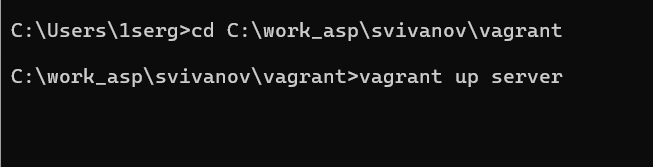 C:\Users\1serg>cd C:\work_asp\svivanov\vagrant
C:\work_asp\svivanov\vagrant>vagrant up server